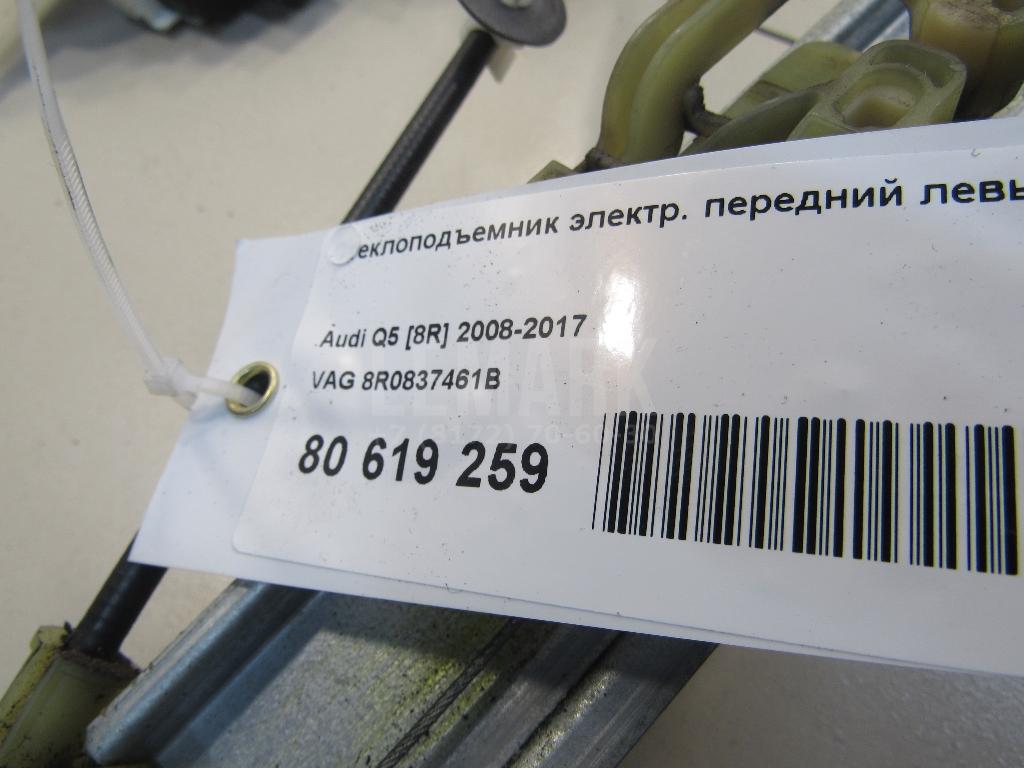 еклоподъемник электр. передний левы
Audi Q5 [8R] 2008-2017
VAG 8R0837461B
80 619 259